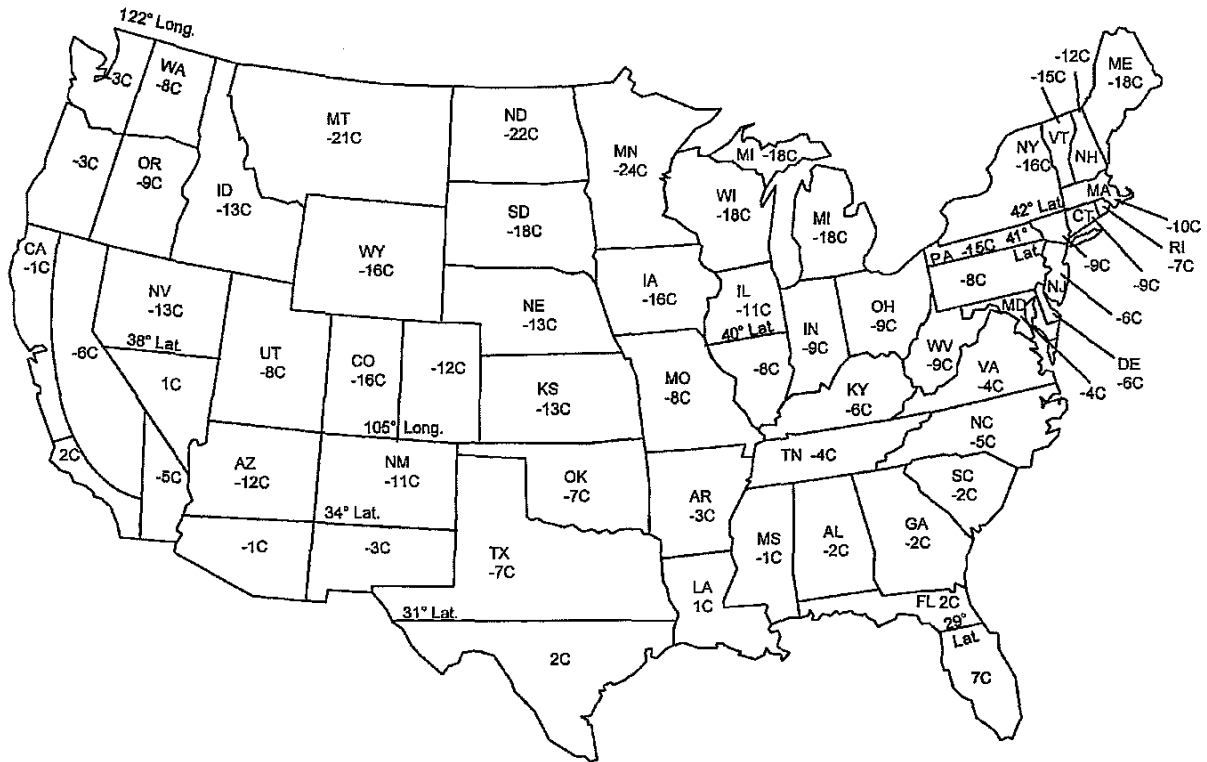 122° Long.
-3C
WA
-8C
MT
-21C
ND
-22C
MN
-24C
MI -18C
-12C
-15C
ME
-18C
NY
-16C
VT
NH
MA
-3C
OR
-9C
ID
-13C
SD
-18C
WI
-18C
MI
-18C
42° Lat.
CT
-10C
RI
-7C
CA
-1C
WY
-16C
IA
-16C
PA -15C 41°
Lat.
-8C
-9C
-9C
NV
-13C
38° Lat.
NE
-13C
IL
-11C
40° Lat.
IN
-9C
OH
-9C
NJ
MD
-6C
-6C
UT
-8C
CO
-16C
-12C
WV
-9C
DE
-6C
-4C
1C
KS
-13C
MO
-8C
-8C
KY
-6C
VA
-4C
105° Long.
NC
-5C
2C
-5C
AZ
-12C
NM
-11C
34° Lat.
OK
-7C
TN -4C
AR
-3C
SC
-2C
-1C
-3C
TX
-7C
MS
-1C
AL
-2C
GA
-2C
LA
1C
31° Lat.
FL 2C
29°
Lat
2C
7C